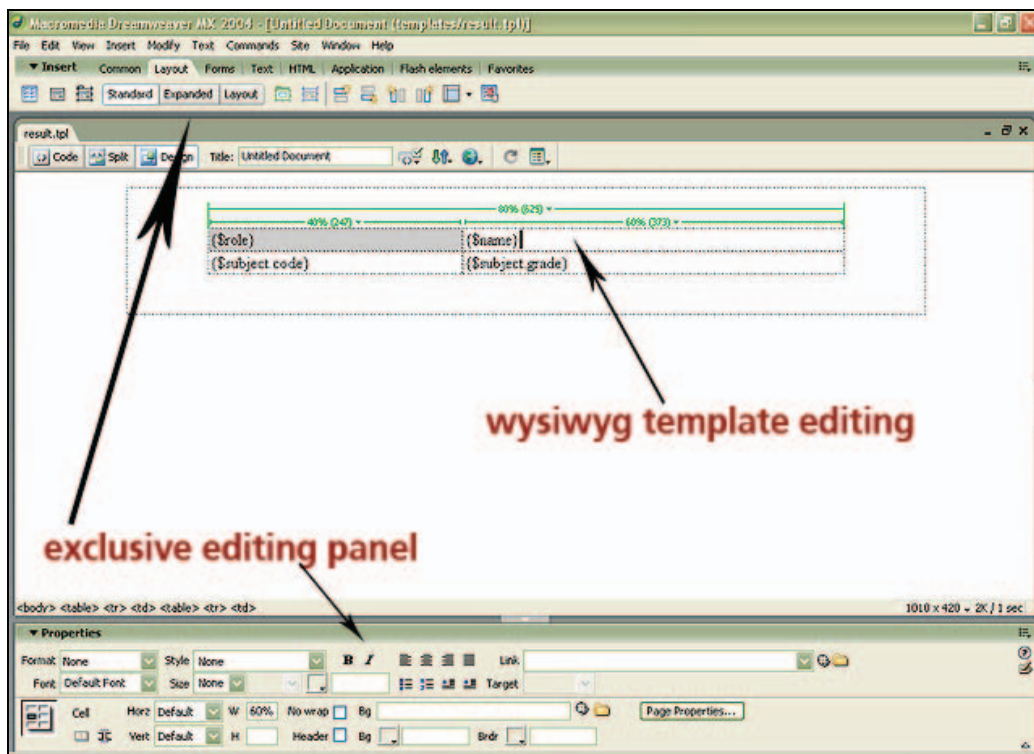 Macromedia Dreamweaver MX 2004 - [Untitled Document (templates/result.tpl)]
File Edit View Insert Modify Text Commands Site Window Help
▼ Insert Common Layout Forms Text HTML Application Flash elements Favorites
Standard Expanded Layout
result.tpl
Code Split Design Title: Untitled Document
80% (625)
40% (247) 60% (373)
{$role} {$name}
{$subject.code} {$subject.grade}
wysiwyg template editing
exclusive editing panel
<body> <table> <tr> <td> <table> <tr> <td> 1010 x 420 2K / 1 sec
▼ Properties
Format None Style None B I Link
Font Default Font Size None Target
Cell Horz Default W 60% No wrap Bg Page Properties...
Vert Default H Header Bg Brdr